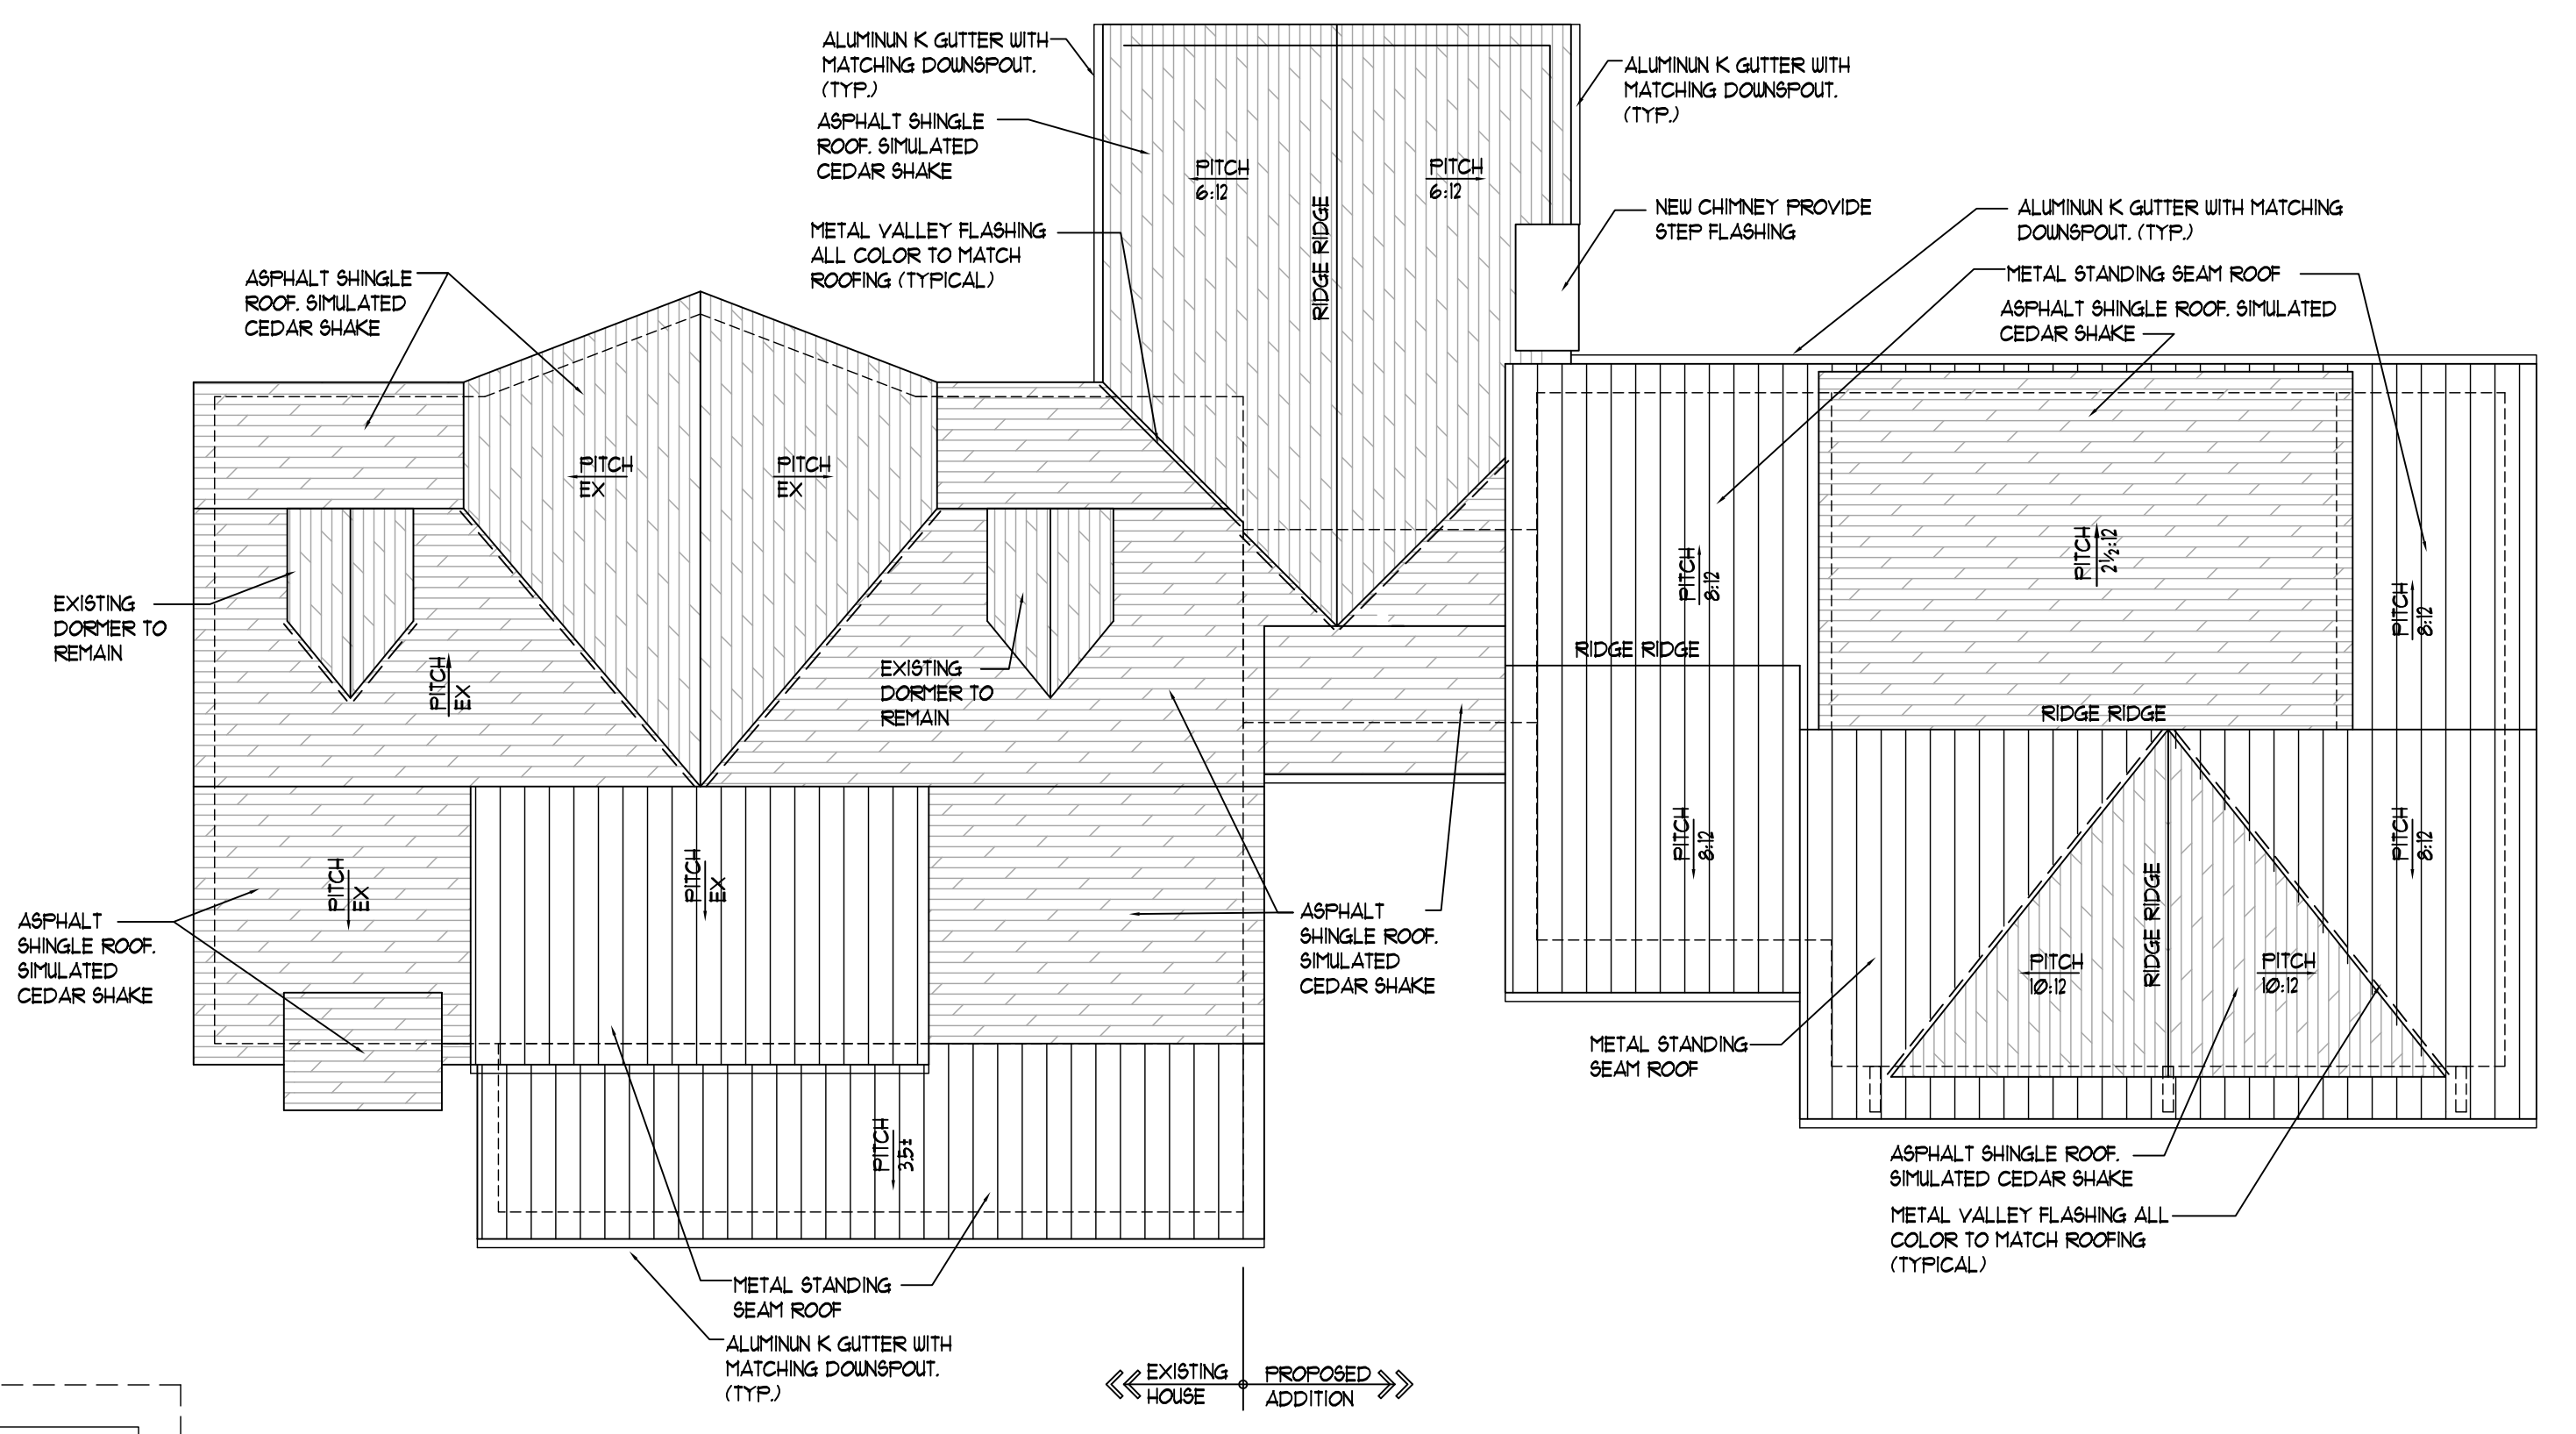 ALUMINUN K GUTTER WITH
MATCHING DOWNSPOUT.
(TYP.)
ASPHALT SHINGLE
ROOF. SIMULATED
CEDAR SHAKE
METAL VALLEY FLASHING
ALL COLOR TO MATCH
ROOFING (TYPICAL)
ALUMINUN K GUTTER WITH
MATCHING DOWNSPOUT.
(TYP.)
PITCH
6:12
PITCH
6:12
RIDGE RIDGE
NEW CHIMNEY PROVIDE
STEP FLASHING
ALUMINUN K GUTTER WITH MATCHING
DOWNSPOUT. (TYP.)
METAL STANDING SEAM ROOF
ASPHALT SHINGLE ROOF. SIMULATED
CEDAR SHAKE
ASPHALT SHINGLE
ROOF. SIMULATED
CEDAR SHAKE
PITCH
EX
PITCH
EX
EXISTING
DORMER TO
REMAIN
PITCH
EX
EXISTING
DORMER TO
REMAIN
PITCH
8:12
RIDGE RIDGE
PITCH
2½:12
PITCH
8:12
RIDGE RIDGE
PITCH
8:12
PITCH
8:12
PITCH
EX
PITCH
EX
ASPHALT
SHINGLE ROOF.
SIMULATED
CEDAR SHAKE
ASPHALT
SHINGLE ROOF.
SIMULATED
CEDAR SHAKE
RIDGE RIDGE
PITCH
10:12
PITCH
10:12
METAL STANDING
SEAM ROOF
PITCH
3.5±
ASPHALT SHINGLE ROOF.
SIMULATED CEDAR SHAKE
METAL VALLEY FLASHING ALL
COLOR TO MATCH ROOFING
(TYPICAL)
METAL STANDING
SEAM ROOF
ALUMINUN K GUTTER WITH
MATCHING DOWNSPOUT.
(TYP.)
EXISTING
HOUSE
PROPOSED
ADDITION